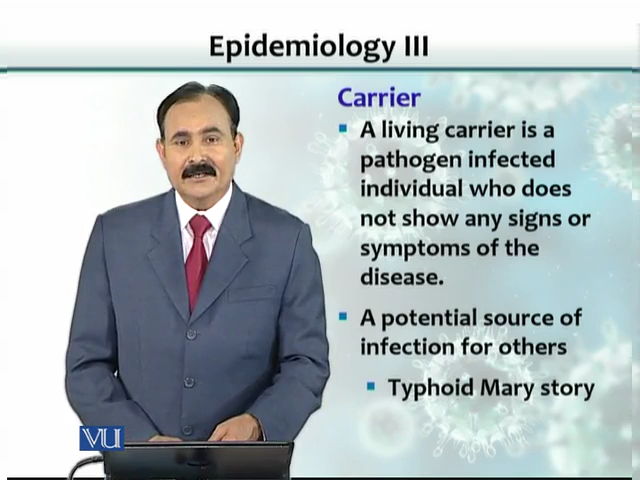 Epidemiology III
Carrier
A living carrier is a
pathogen infected
individual who does
not show any signs or
symptoms of the
disease.
A potential source of
infection for others
Typhoid Mary story
VU